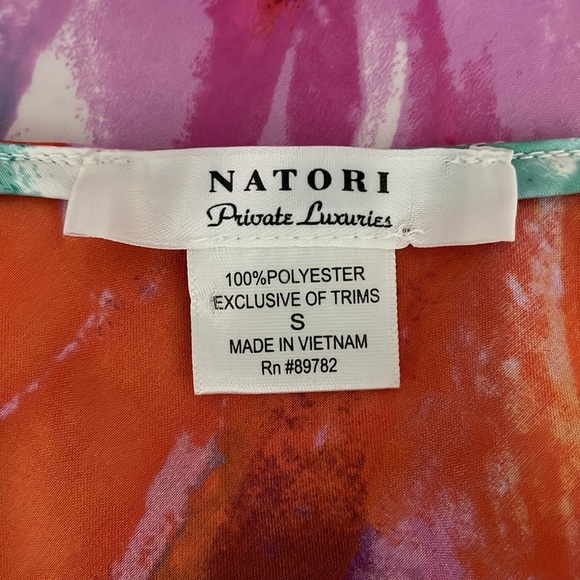 NATORI
Private Luxuries
100%POLYESTER
EXCLUSIVE OF TRIMS
S
MADE IN VIETNAM
Rn #89782